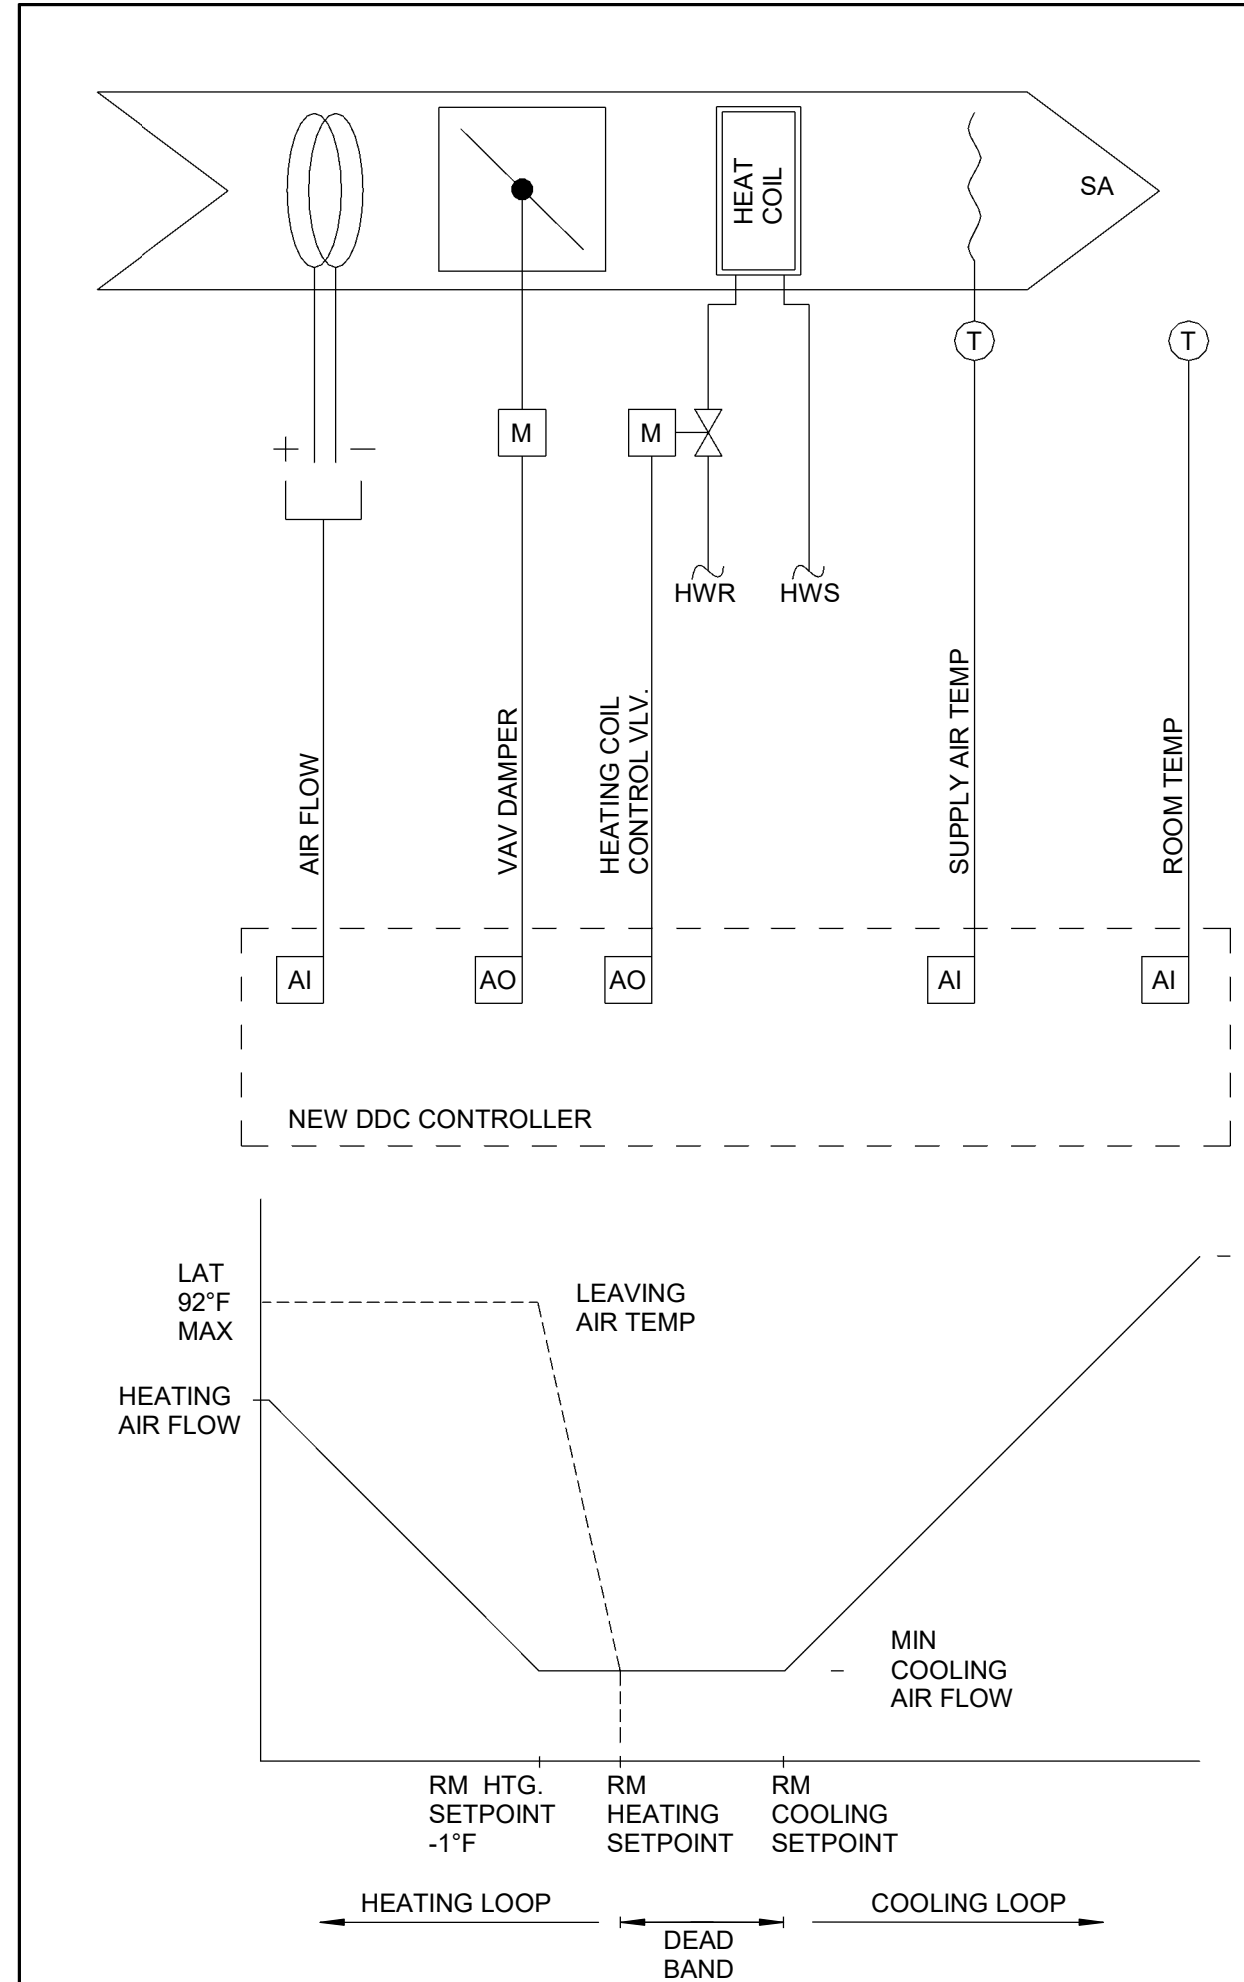 HEAT
COIL
SA
T
T
+
—
M
M
HWR
HWS
AIR FLOW
VAV DAMPER
HEATING COIL
CONTROL VLV.
SUPPLY AIR TEMP
ROOM TEMP
AI
AO
AO
AI
AI
NEW DDC CONTROLLER
LAT
92°F
MAX
LEAVING
AIR TEMP
HEATING
AIR FLOW
MIN
COOLING
AIR FLOW
RM HTG.
SETPOINT
-1°F
RM
HEATING
SETPOINT
RM
COOLING
SETPOINT
HEATING LOOP
COOLING LOOP
DEAD
BAND